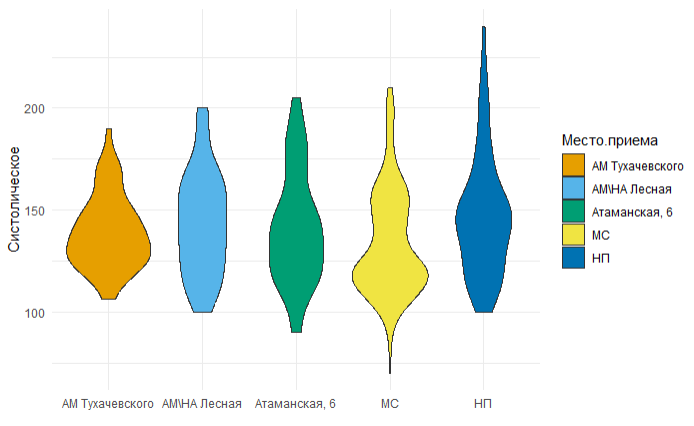 Систолическое
200
150
100
АМ Тухачевского
АМ\НА Лесная
Атаманская, 6
МС
НП
Место.приема
АМ Тухачевского
АМ\НА Лесная
Атаманская, 6
МС
НП